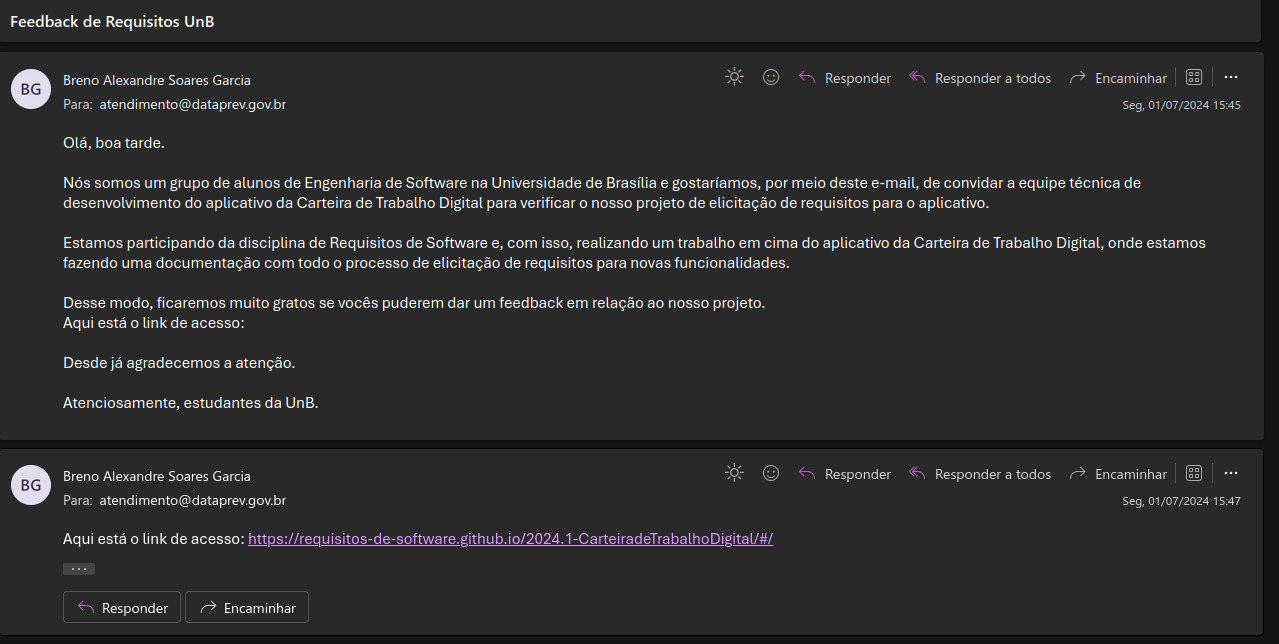 Feedback de Requisitos UnB
BG
Breno Alexandre Soares Garcia
Responder
Responder a todos
Encaminhar
Para: atendimento@dataprev.gov.br
Seg, 01/07/2024 15:45
Olá, boa tarde.
Nós somos um grupo de alunos de Engenharia de Software na Universidade de Brasília e gostaríamos, por meio deste e-mail, de convidar a equipe técnica de
desenvolvimento do aplicativo da Carteira de Trabalho Digital para verificar o nosso projeto de elicitação de requisitos para o aplicativo.
Estamos participando da disciplina de Requisitos de Software e, com isso, realizando um trabalho em cima do aplicativo da Carteira de Trabalho Digital, onde estamos
fazendo uma documentação com todo o processo de elicitação de requisitos para novas funcionalidades.
Desse modo, ficaremos muito gratos se vocês puderem dar um feedback em relação ao nosso projeto.
Aqui está o link de acesso:
Desde já agradecemos a atenção.
Atenciosamente, estudantes da UnB.
BG
Breno Alexandre Soares Garcia
Responder
Responder a todos
Encaminhar
Para: atendimento@dataprev.gov.br
Seg, 01/07/2024 15:47
Aqui está o link de acesso: https://requisitos-de-software.github.io/2024.1-CarteiradeTrabalhoDigital/#/
Responder
Encaminhar